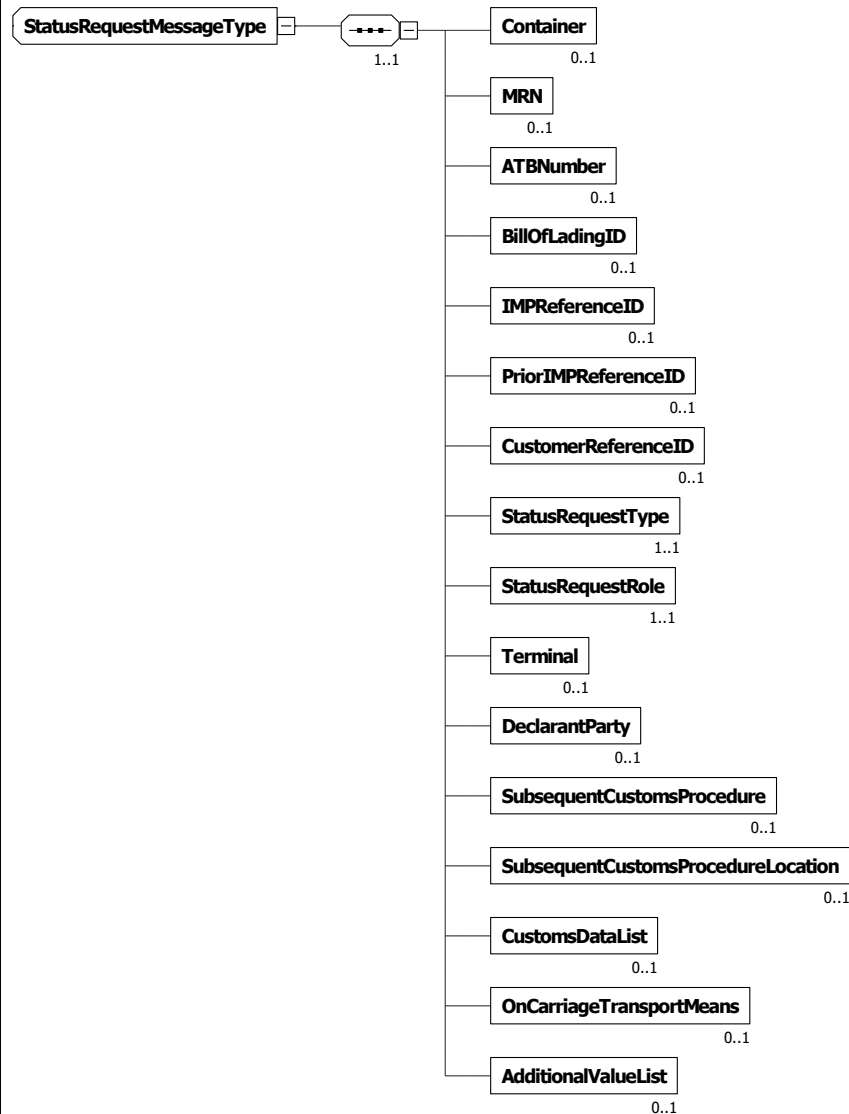 StatusRequestMessageType
1..1
Container
0..1
MRN
0..1
ATBNumber
0..1
BillOfLadingID
0..1
IMPReferenceID
0..1
PriorIMPReferenceID
0..1
CustomerReferenceID
0..1
StatusRequestType
1..1
StatusRequestRole
1..1
Terminal
0..1
DeclarantParty
0..1
SubsequentCustomsProcedure
0..1
SubsequentCustomsProcedureLocation
0..1
CustomsDataList
0..1
OnCarriageTransportMeans
0..1
AdditionalValueList
0..1